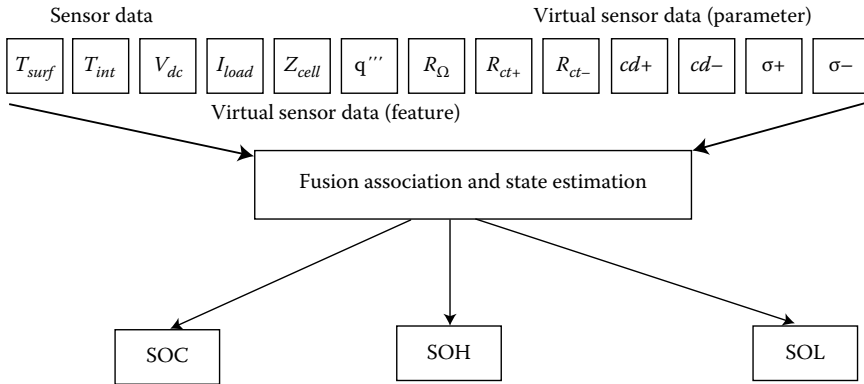 Sensor data
Virtual sensor data (parameter)
T_surf T_int V_dc I_load Z_cell q''' R_Ω R_ct+ R_ct− cd+ cd− σ+ σ−
Virtual sensor data (feature)
Fusion association and state estimation
SOC SOH SOL